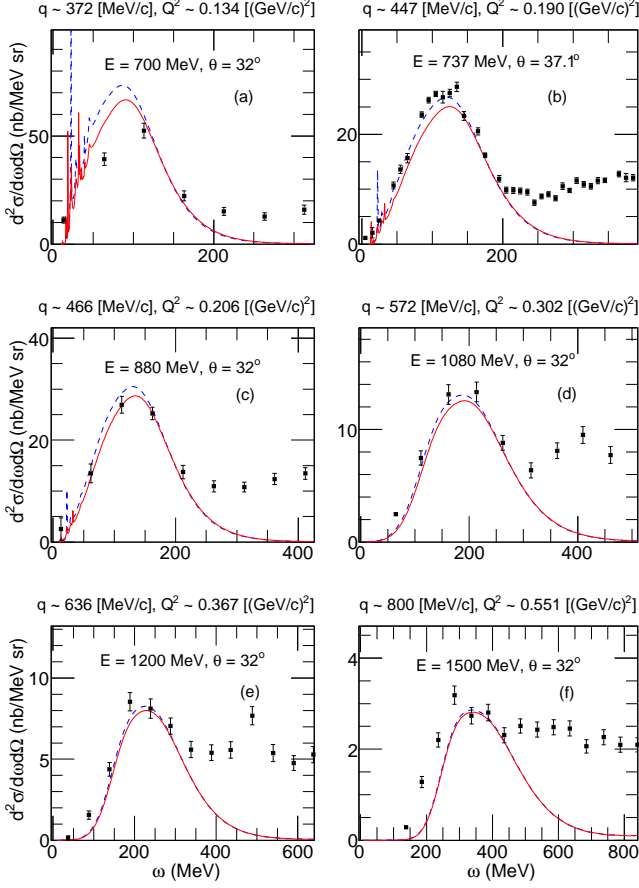 q ~ 372 [MeV/c], Q² ~ 0.134 [(GeV/c)²]
q ~ 447 [MeV/c], Q² ~ 0.190 [(GeV/c)²]
E = 700 MeV, θ = 32°
(a)
d²σ/dωdΩ (nb/MeV sr)
0
50
0
200
E = 737 MeV, θ = 37.1°
(b)
0
20
0
200
q ~ 466 [MeV/c], Q² ~ 0.206 [(GeV/c)²]
q ~ 572 [MeV/c], Q² ~ 0.302 [(GeV/c)²]
E = 880 MeV, θ = 32°
(c)
d²σ/dωdΩ (nb/MeV sr)
0
20
40
0
200
400
E = 1080 MeV, θ = 32°
(d)
0
10
0
200
400
q ~ 636 [MeV/c], Q² ~ 0.367 [(GeV/c)²]
q ~ 800 [MeV/c], Q² ~ 0.551 [(GeV/c)²]
E = 1200 MeV, θ = 32°
(e)
d²σ/dωdΩ (nb/MeV sr)
0
5
10
0
200
400
600
ω (MeV)
E = 1500 MeV, θ = 32°
(f)
0
2
4
0
200
400
600
800
ω (MeV)